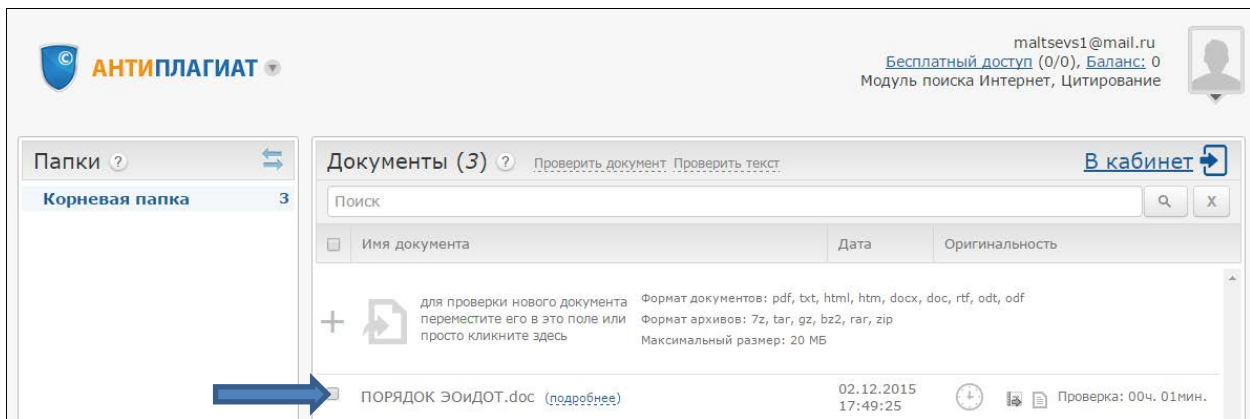 maltsevs1@mail.ru
© АНТИПЛАГИАТ
Бесплатный доступ (0/0), Баланс: 0
Модуль поиска Интернет, Цитирование
Папки ?
Корневая папка 3
Документы (3) ? Проверить документ Проверить текст В кабинет
Поиск X
Имя документа Дата Оригинальность
для проверки нового документа
переместите его в это поле или
просто кликните здесь
Формат документов: pdf, txt, html, htm, docx, doc, rtf, odt, odf
Формат архивов: 7z, tar, gz, bz2, rar, zip
Максимальный размер: 20 МБ
ПОРЯДОК ЭОиДОТ.doc (подробнее) 02.12.2015 Проверка: 00ч. 01мин.
17:49:25